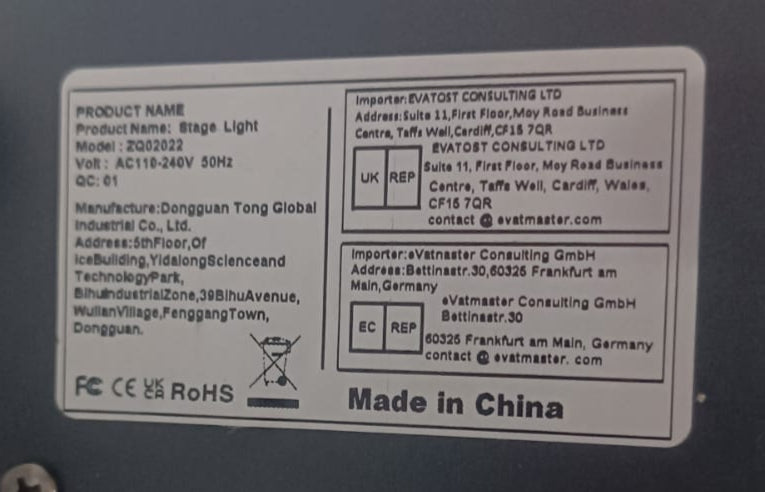 PRODUCT NAME
Product Name: Stage Light
Model : ZQ02022
Volt : AC110-240V 50Hz
QC: 01
Manufacture:Dongguan Tong Global
Industrial Co., Ltd.
Address:5thFloor,Of
iceBuilding,YidalongScienceand
TechnologyPark,
BihuIndustrialZone,39BihuAvenue,
WulianVillage,FenggangTown,
Dongguan.
FC CE UKCA RoHS
Importer:EVATOST CONSULTING LTD
Address:Suite 11,First Floor,Moy Road Business
Centre, Taffs Well,Cardiff,CF15 7QR
UK REP
EVATOST CONSULTING LTD
Suite 11, First Floor, Moy Road Business
Centre, Taffs Well, Cardiff, Wales,
CF15 7QR
contact @ evatmaster.com
Importer:eVatnaster Consulting GmbH
Address:Bettinastr.30,60325 Frankfurt am
Main,Germany
EC REP
eVatmaster Consulting GmbH
Bettinastr.30
60325 Frankfurt am Main, Germany
contact @ evatmaster. com
Made in China